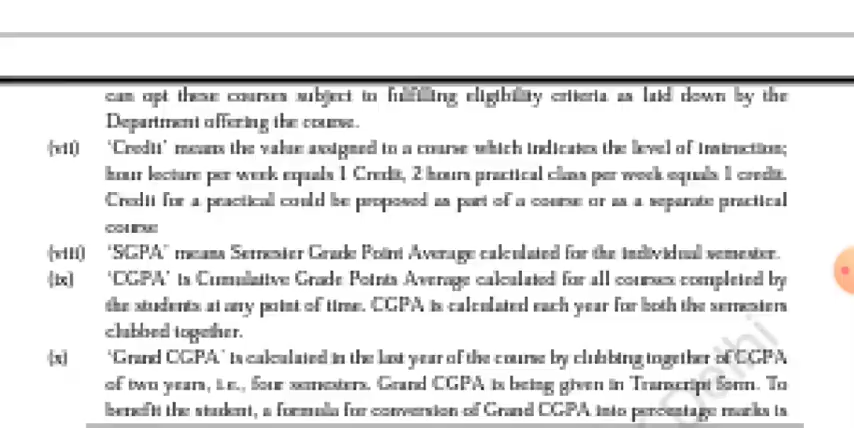 can opt these courses subject to fulfilling eligibility criteria as laid down by the
Department offering the course.
(vii) 'Credit' means the value assigned to a course which indicates the level of instruction;
hour lecture per week equals 1 Credit, 2 hours practical class per week equals 1 credit.
Credit for a practical could be proposed as part of a course or as a separate practical
course
(viii) 'SGPA' means Semester Grade Point Average calculated for the individual semester.
(ix) 'CGPA' is Cumulative Grade Points Average calculated for all courses completed by
the students at any point of time. CGPA is calculated each year for both the semesters
clubbed together.
(x) 'Grand CGPA' is calculated in the last year of the course by clubbing together of CGPA
of two years, i.e., four semesters. Grand CGPA is being given in Transcript form. To
benefit the student, a formula for conversion of Grand CGPA into percentage marks is
Delhi